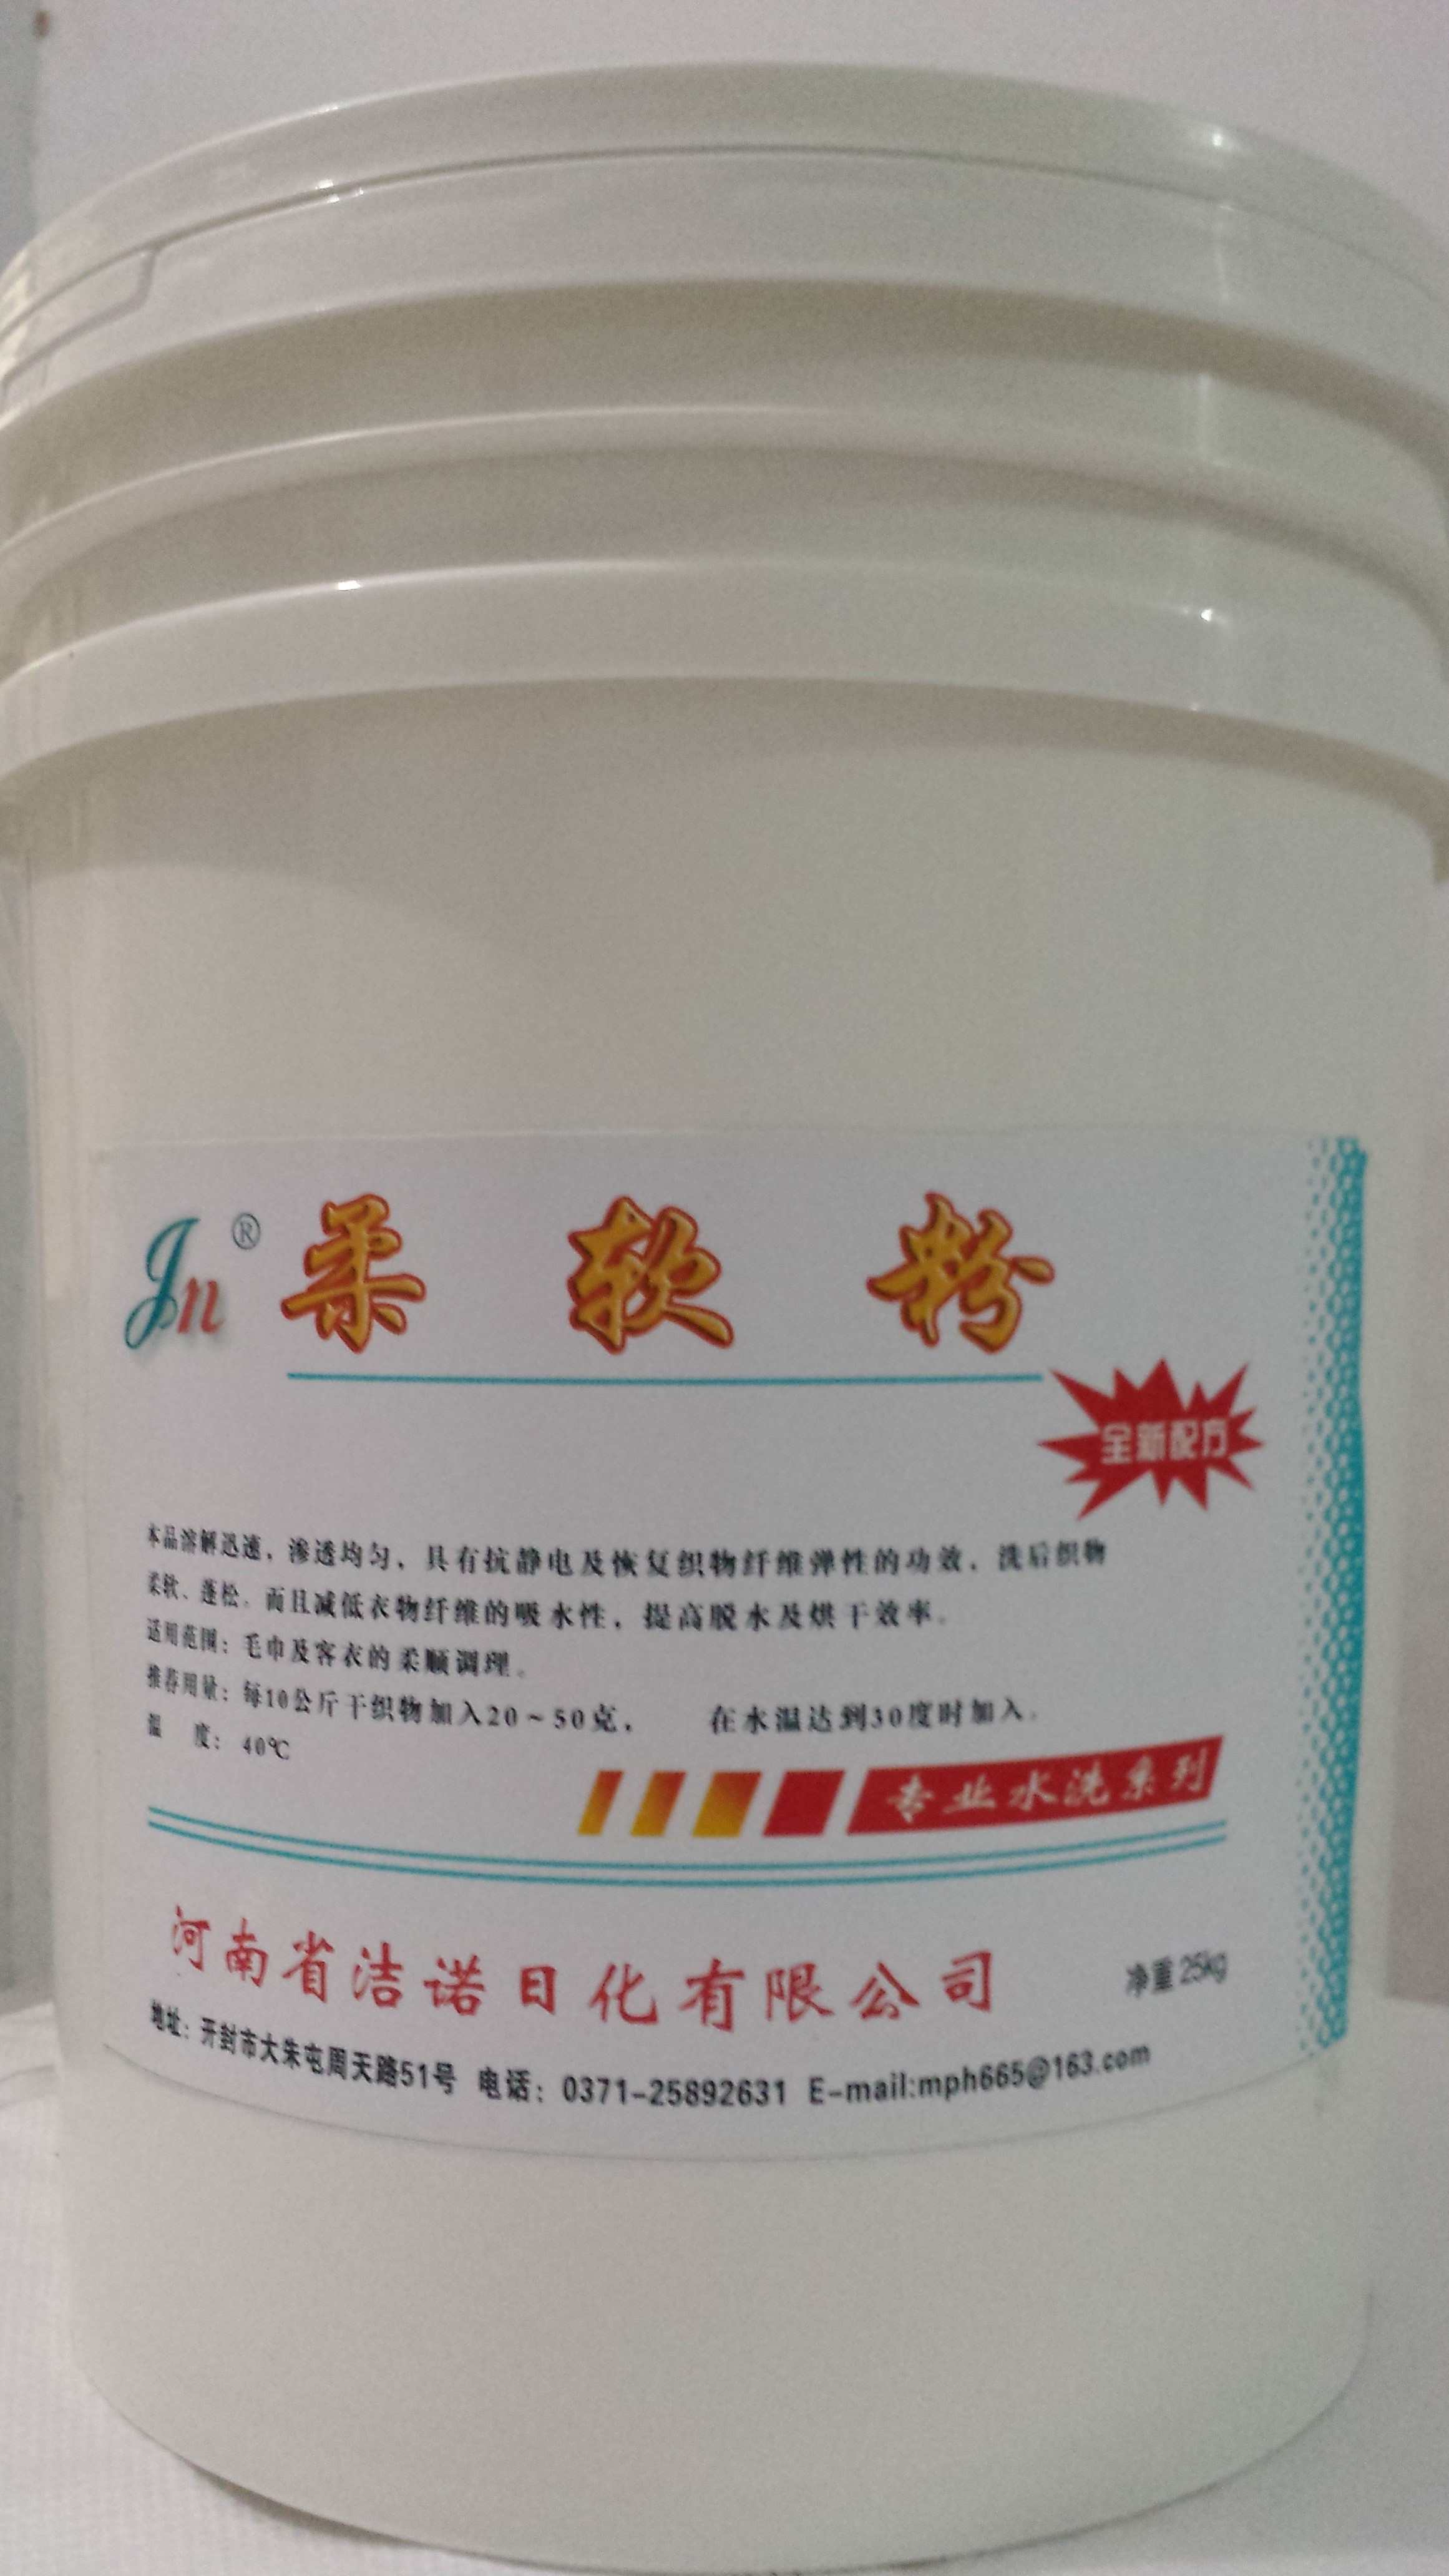 Jn® 柔软粉
全新配方
本品溶解迅速，渗透均匀，具有抗静电及恢复织物纤维弹性的功效，洗后织物
柔软、蓬松。而且减低衣物纤维的吸水性，提高脱水及烘干效率。
适用范围：毛巾及客衣的柔顺调理。
推荐用量：每10公斤干织物加入20～50克， 在水温达到30度时加入。
温 度： 40℃
专业水洗系列
河南省洁诺日化有限公司 净重25kg
地址：开封市大朱屯周天路51号 电话：0371-25892631 E-mail:mph665@163.com